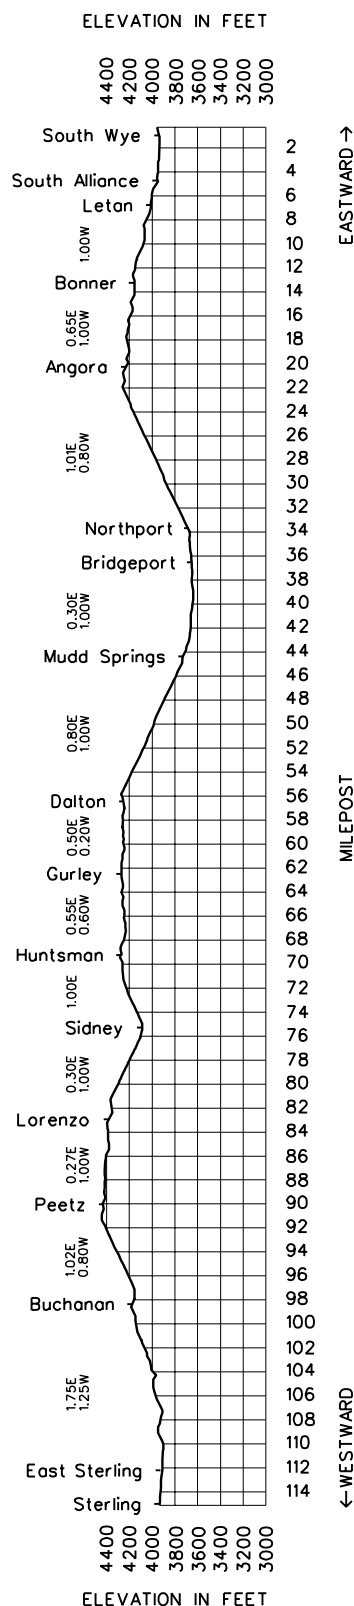 ELEVATION IN FEET
4400 4200 4000 3800 3600 3400 3200 3000
EASTWARD →
South Wye
2
4
South Alliance
6
Letan
8
1.00W
10
12
Bonner
14
16
0.65E
1.00W
18
Angora
20
22
24
26
1.01E
0.80W
28
30
32
Northport
34
36
Bridgeport
38
0.30E
1.00W
40
42
Mudd Springs
44
46
48
0.80E
1.00W
50
52
54
Dalton
56
58
0.50E
0.20W
60
MILEPOST
Gurley
62
64
0.55E
0.60W
66
68
Huntsman
70
1.00E
72
74
Sidney
76
78
0.30E
1.00W
80
82
Lorenzo
84
0.27E
1.00W
86
88
Peetz
90
92
1.02E
0.80W
94
96
Buchanan
98
100
102
104
1.75E
1.25W
106
108
110
East Sterling
112
114
Sterling
← WESTWARD
4400 4200 4000 3800 3600 3400 3200 3000
ELEVATION IN FEET